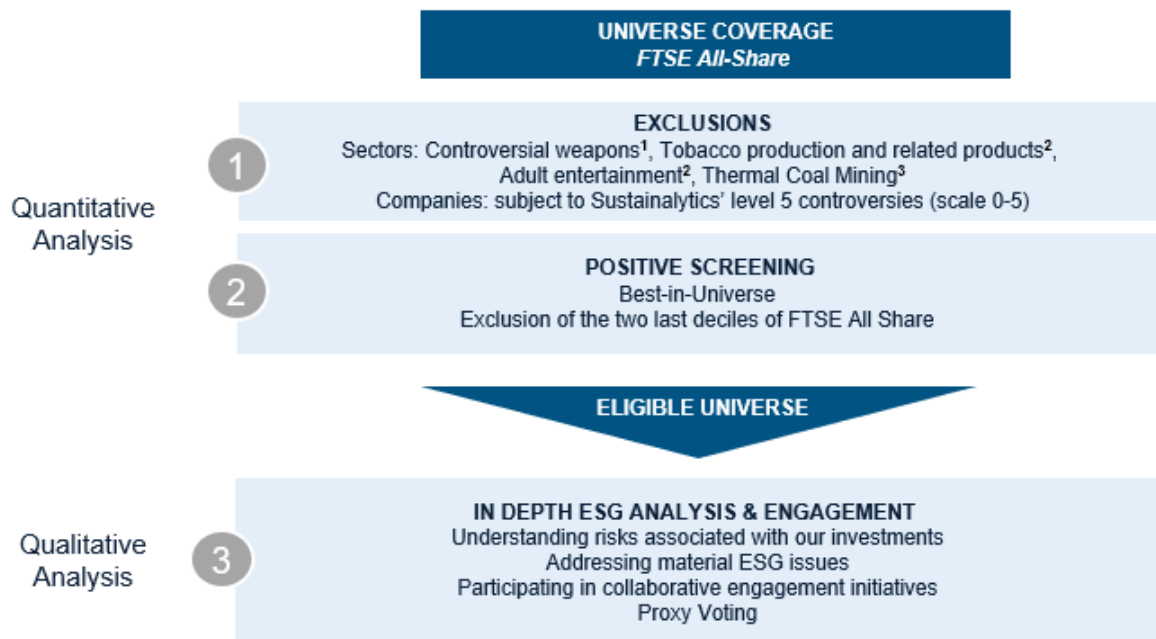 UNIVERSE COVERAGE
FTSE All-Share
Quantitative
Analysis
1
EXCLUSIONS
Sectors: Controversial weapons¹, Tobacco production and related products²,
Adult entertainment², Thermal Coal Mining³
Companies: subject to Sustainalytics’ level 5 controversies (scale 0-5)
2
POSITIVE SCREENING
Best-in-Universe
Exclusion of the two last deciles of FTSE All Share
ELIGIBLE UNIVERSE
Qualitative
Analysis
3
IN DEPTH ESG ANALYSIS & ENGAGEMENT
Understanding risks associated with our investments
Addressing material ESG issues
Participating in collaborative engagement initiatives
Proxy Voting